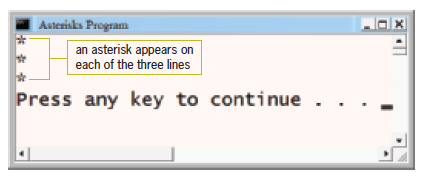 Asterisks Program
*
*
*
an asterisk appears on
each of the three lines
Press any key to continue . . . _